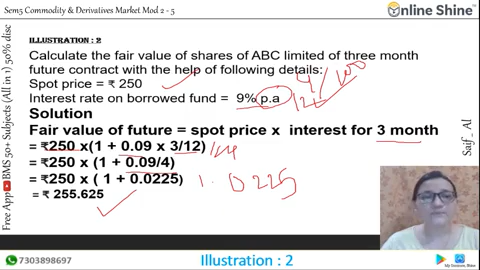 Sem5 Commodity & Derivatives Market Mod 2 - 5
Online Shine™
ILLUSTRATION : 2
Calculate the fair value of shares of ABC limited of three month
future contract with the help of following details:
Spot price = ₹ 250
Interest rate on borrowed fund = 9% p.a
Solution
Fair value of future = spot price x interest for 3 month
= ₹250 x(1 + 0.09 x 3/12)
= ₹250 x (1 + 0.09/4)
= ₹250 x ( 1 + 0.0225)
1.0225
= ₹ 255.625
Free App BMS 50+ Subjects (All in 1) 50% disc
Saif_Al
7303898697
Illustration : 2